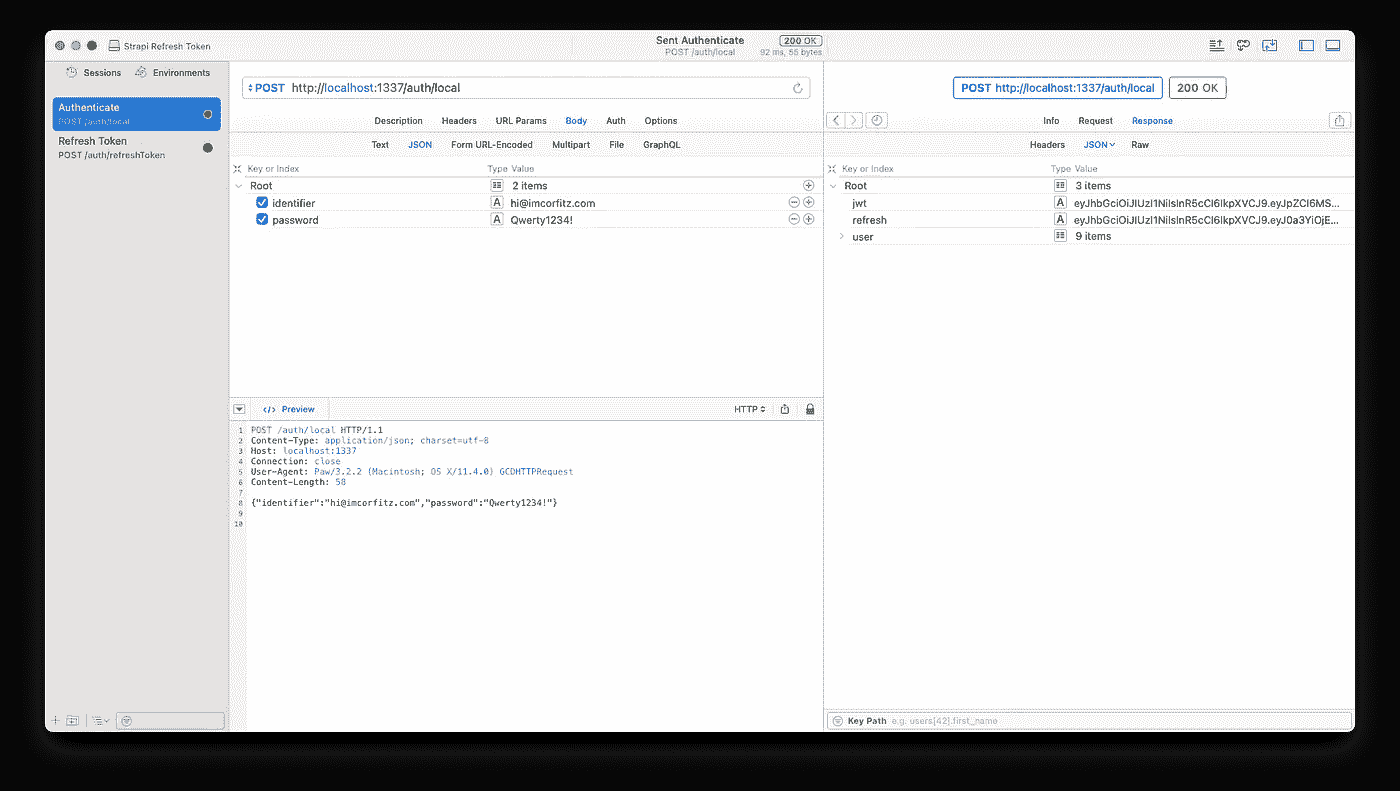 Strapi Refresh Token
Sent Authenticate 200 OK
POST /auth/local 92 ms, 55 bytes
Sessions Environments
Authenticate
POST /auth/local
Refresh Token
POST /auth/refreshToken
POST http://localhost:1337/auth/local
Description Headers URL Params Body Auth Options
Text JSON Form URL-Encoded Multipart File GraphQL
Key or Index Type Value
Root 2 items
identifier A hi@imcorfitz.com
password A Qwerty1234!
</> Preview HTTP
1 POST /auth/local HTTP/1.1
2 Content-Type: application/json; charset=utf-8
3 Host: localhost:1337
4 Connection: close
5 User-Agent: Paw/3.2.2 (Macintosh; OS X/11.4.0) GCDHTTPRequest
6 Content-Length: 58
7
8 {"identifier":"hi@imcorfitz.com","password":"Qwerty1234!"}
9
10
POST http://localhost:1337/auth/local 200 OK
Info Request Response
Headers JSON Raw
Key or Index Type Value
Root 3 items
jwt A
refresh A
user 9 items
Key Path e.g. users[42].first_name